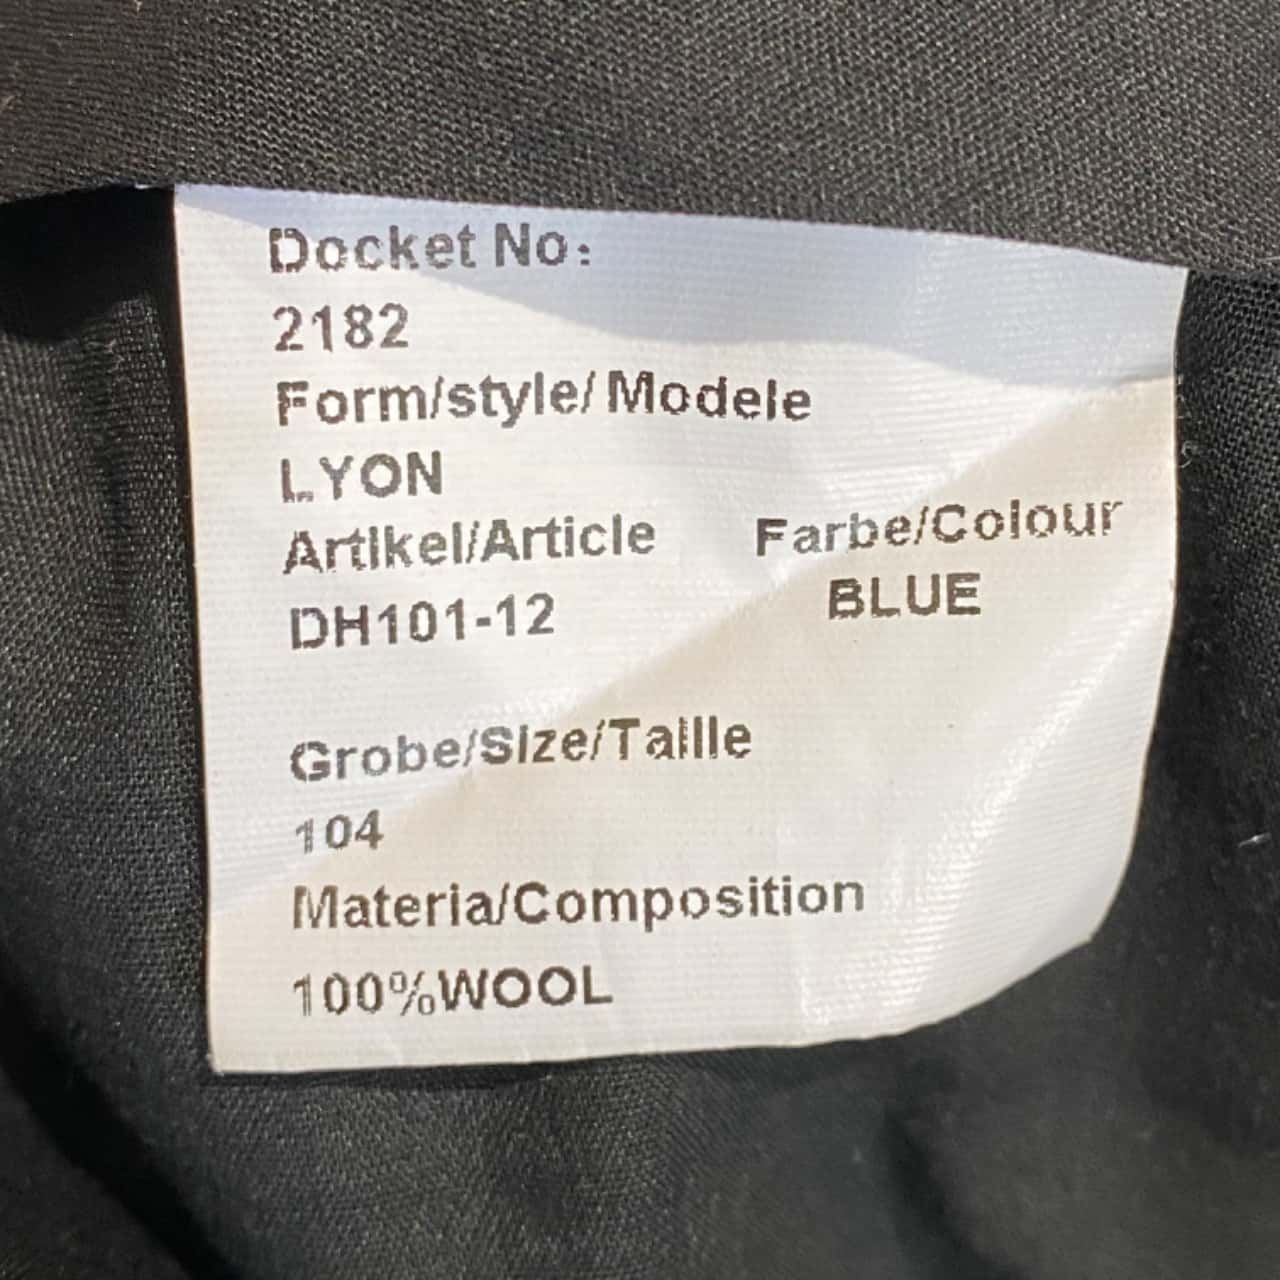 Docket No:
2182
Form/style/Modele
LYON
Artikel/Article Farbe/Colour
DH101-12 BLUE
Grobe/Size/Taille
104
Materia/Composition
100%WOOL